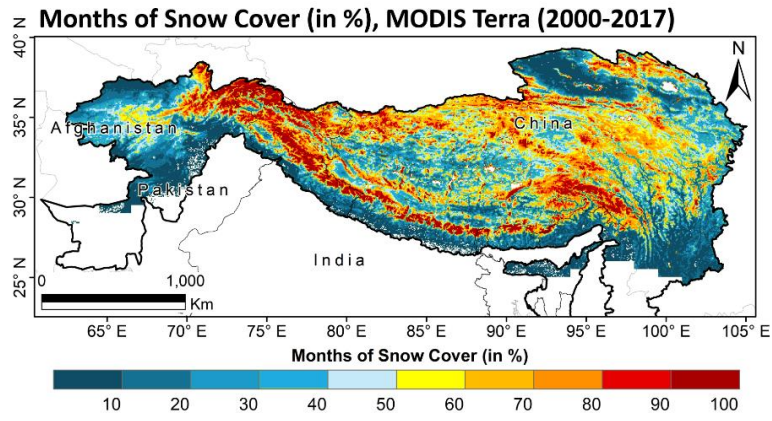 Months of Snow Cover (in %), MODIS Terra (2000-2017)
40° N
35° N
30° N
25° N
N
Afghanistan
China
Pakistan
India
0 1,000
Km
65° E 70° E 75° E 80° E 85° E 90° E 95° E 100° E 105° E
Months of Snow Cover (in %)
10 20 30 40 50 60 70 80 90 100